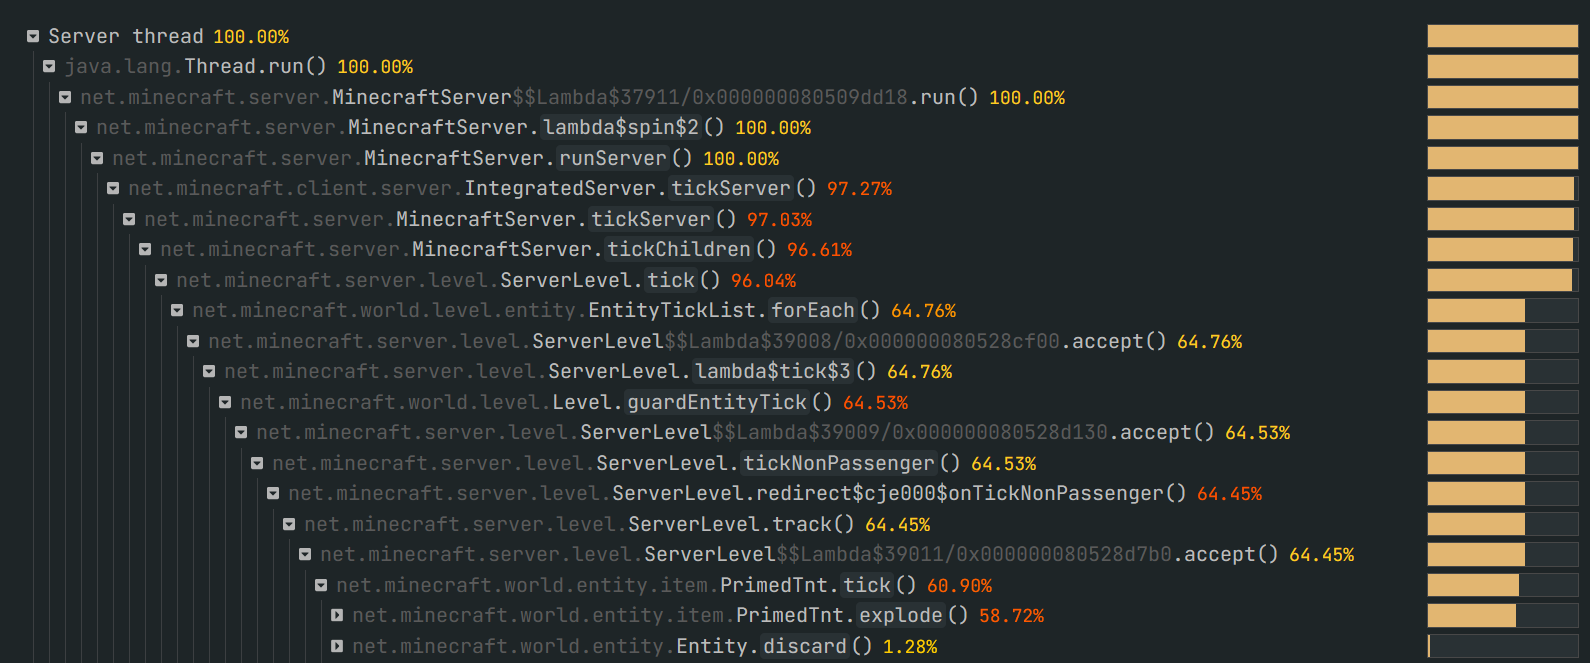 Server thread 100.00%
java.lang.Thread.run() 100.00%
net.minecraft.server.MinecraftServer$$Lambda$37911/0x000000080509dd18.run() 100.00%
net.minecraft.server.MinecraftServer.lambda$spin$2() 100.00%
net.minecraft.server.MinecraftServer.runServer() 100.00%
net.minecraft.client.server.IntegratedServer.tickServer() 97.27%
net.minecraft.server.MinecraftServer.tickServer() 97.03%
net.minecraft.server.MinecraftServer.tickChildren() 96.61%
net.minecraft.server.level.ServerLevel.tick() 96.04%
net.minecraft.world.level.entity.EntityTickList.forEach() 64.76%
net.minecraft.server.level.ServerLevel$$Lambda$39008/0x000000080528cf00.accept() 64.76%
net.minecraft.server.level.ServerLevel.lambda$tick$3() 64.76%
net.minecraft.world.level.Level.guardEntityTick() 64.53%
net.minecraft.server.level.ServerLevel$$Lambda$39009/0x000000080528d130.accept() 64.53%
net.minecraft.server.level.ServerLevel.tickNonPassenger() 64.53%
net.minecraft.server.level.ServerLevel.redirect$cje000$onTickNonPassenger() 64.45%
net.minecraft.server.level.ServerLevel.track() 64.45%
net.minecraft.server.level.ServerLevel$$Lambda$39011/0x000000080528d7b0.accept() 64.45%
net.minecraft.world.entity.item.PrimedTnt.tick() 60.90%
net.minecraft.world.entity.item.PrimedTnt.explode() 58.72%
net.minecraft.world.entity.Entity.discard() 1.28%